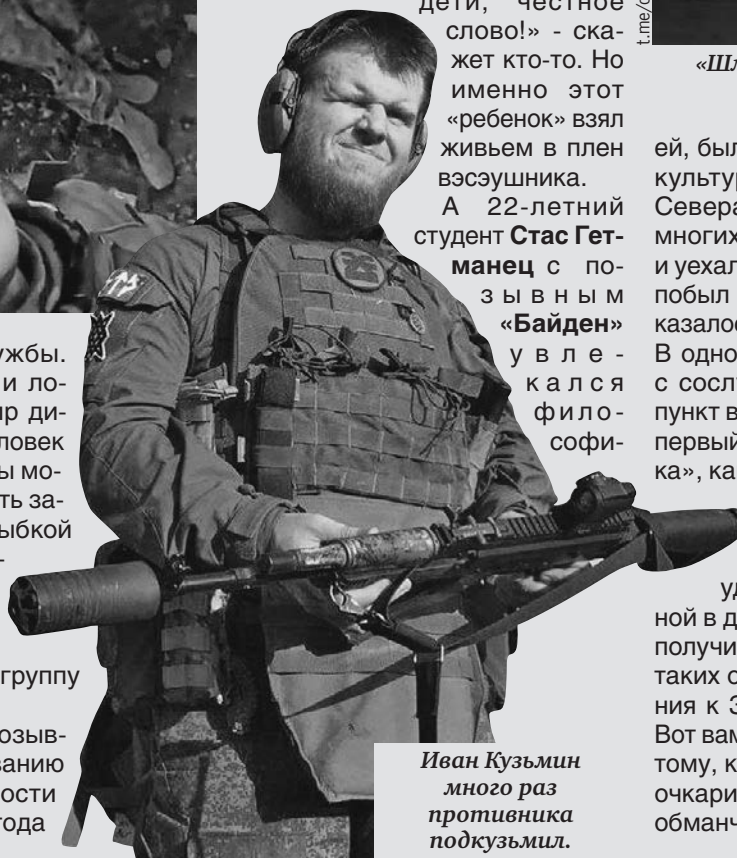 ужбы.
и ло-
ир ди-
ловек
ы мо-
ть за-
ыбкой
-
группу
озыв-
ванию
ости
года
дети, честное
слово!» - ска-
жет кто-то. Но
именно этот
«ребенок» взял
живьем в плен
вэсэушника.
А 22-летний
студент Стас Гет-
манец с по-
зывным
«Байден»
увле-
кался
фило-
софи-
Иван Кузьмин
много раз
противника
подкузьмил.
t.me/
«Шл
ей, был
культур
Севера
многих
и уехал
побыл
казалос
В одно
с сослу
пункт в
первый
ка», ка
уд
ной в д
получи
таких о
ния к З
Вот вам
тому, к
очкари
обманч